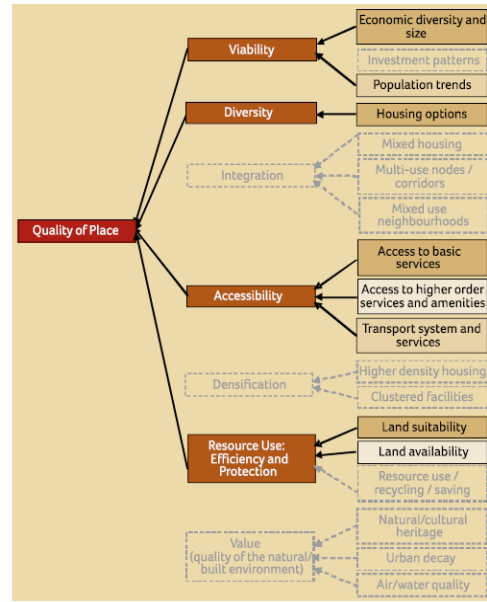 Economic diversity and
size
Viability
Investment patterns
Population trends
Diversity
Housing options
Mixed housing
Integration
Multi-use nodes /
corridors
Mixed use
neighbourhoods
Quality of Place
Access to basic
services
Accessibility
Access to higher order
services and amenities
Transport system and
services
Higher density housing
Densification
Clustered facilities
Land suitability
Resource Use:
Efficiency and
Protection
Land availability
Resource use /
recycling / saving
Natural/cultural
heritage
Value
(quality of the natural/
built environment)
Urban decay
Air/water quality